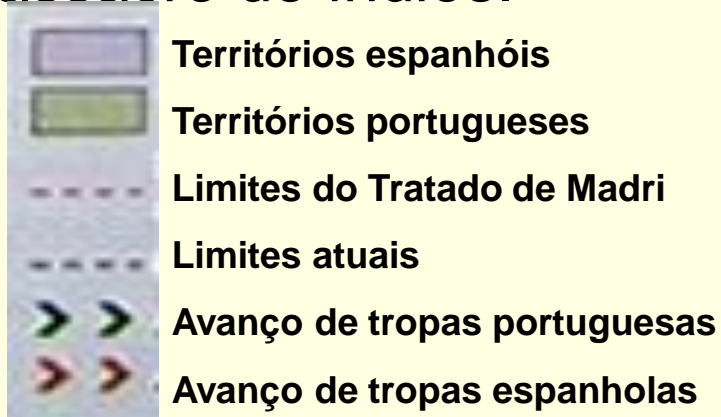 Territórios espanhóis
Territórios portugueses
Limites do Tratado de Madri
Limites atuais
Avanço de tropas portuguesas
Avanço de tropas espanholas